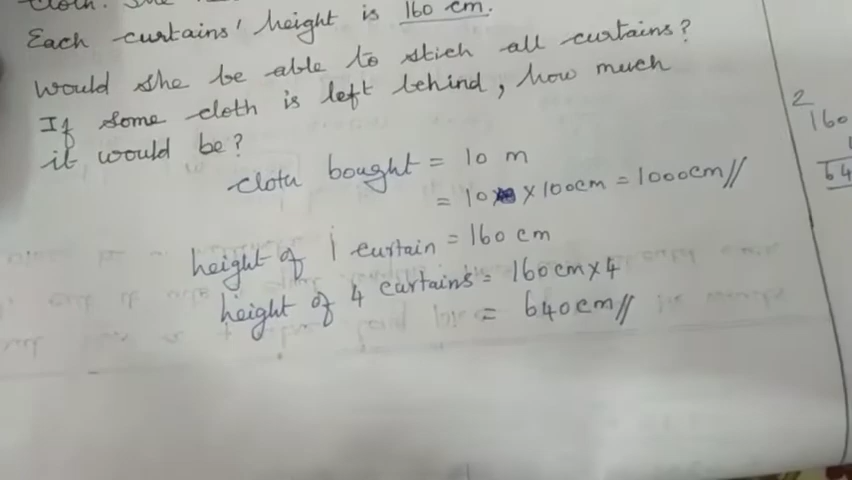 cloth. She
Each curtains' height is 160 cm.
Would she be able to stich all curtains?
If some cloth is left behind, how much
it would be?
cloth bought = 10 m
= 10 × 100cm = 1000cm//
height of 1 curtain = 160 cm
height of 4 curtains = 160cm×4
= 640cm//
2
160
64